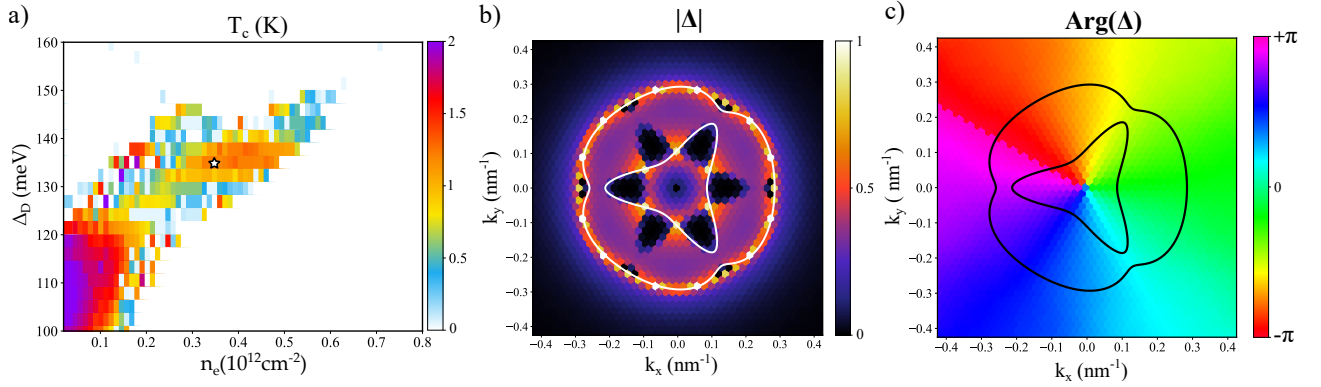 a)
T_c (K)
Δ_D (meV)
160
150
140
130
120
110
100
0.1 0.2 0.3 0.4 0.5 0.6 0.7 0.8
n_e(10^12cm^-2)
2
1.5
1
0.5
0
b)
|Δ|
k_y (nm^-1)
0.4
0.3
0.2
0.1
0.0
−0.1
−0.2
−0.3
−0.4
−0.4 −0.3 −0.2 −0.1 0.0 0.1 0.2 0.3 0.4
k_x (nm^-1)
1
0.5
0
c)
Arg(Δ)
k_y (nm^-1)
0.4
0.3
0.2
0.1
0.0
−0.1
−0.2
−0.3
−0.4
−0.4 −0.3 −0.2 −0.1 0.0 0.1 0.2 0.3 0.4
k_x (nm^-1)
+π
0
-π